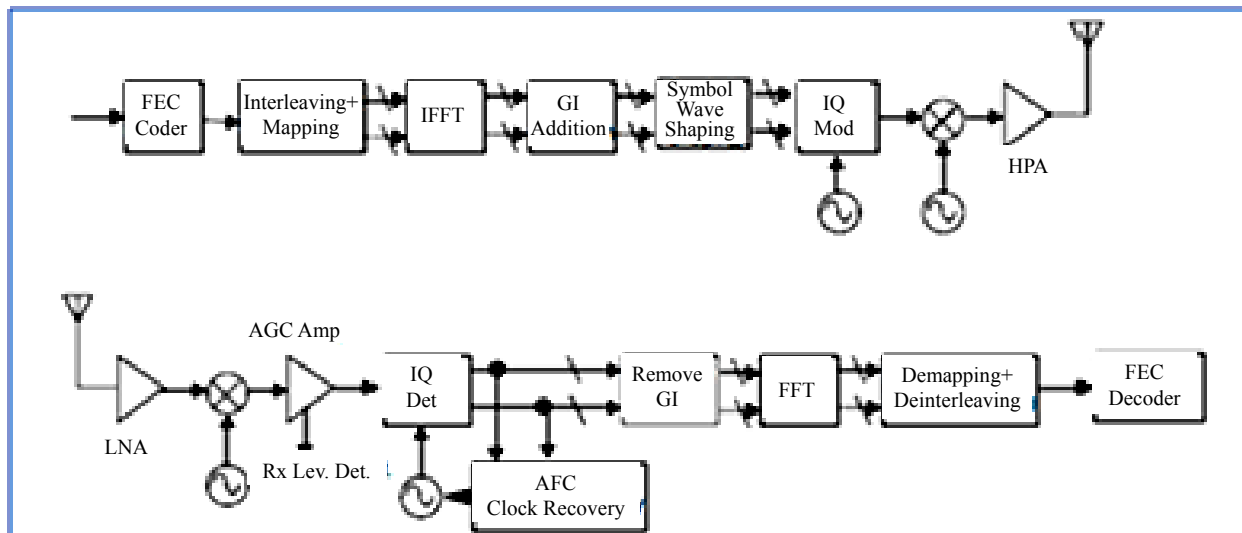 FEC
Coder
Interleaving+
Mapping
IFFT
GI
Addition
Symbol
Wave
Shaping
IQ
Mod
HPA
AGC Amp
LNA
Rx Lev. Det.
IQ
Det
AFC
Clock Recovery
Remove
GI
FFT
Demapping+
Deinterleaving
FEC
Decoder